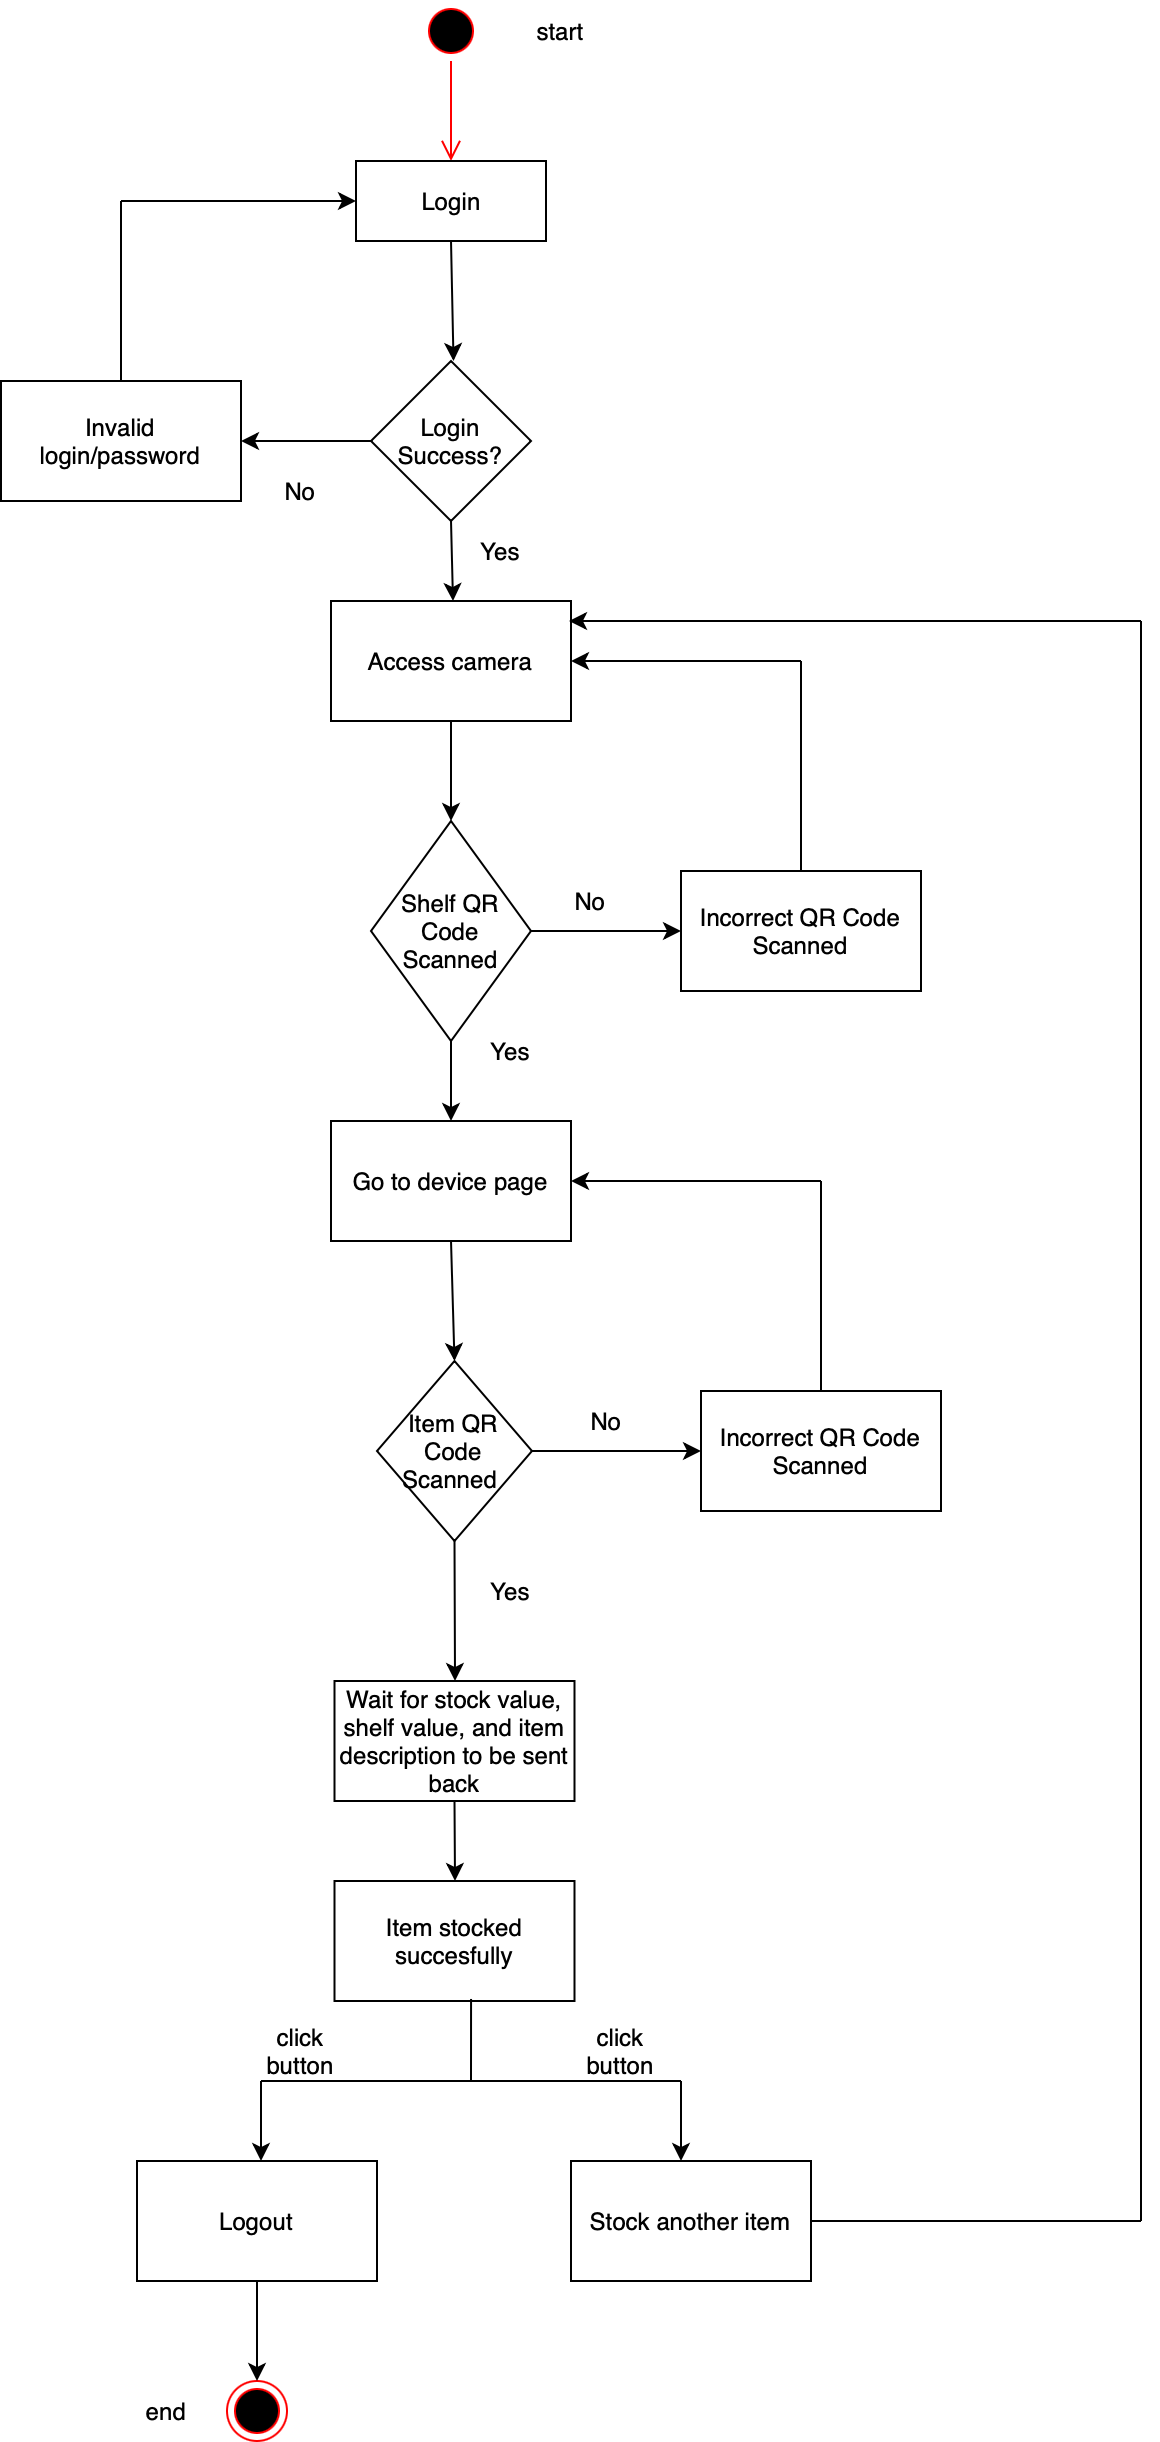 start
Login
Invalid
login/password
Login
Success?
No
Yes
Access camera
Shelf QR
Code
Scanned
No
Incorrect QR Code
Scanned
Yes
Go to device page
Item QR
Code
Scanned
No
Incorrect QR Code
Scanned
Yes
Wait for stock value,
shelf value, and item
description to be sent
back
Item stocked
succesfully
click
button
click
button
Logout
Stock another item
end